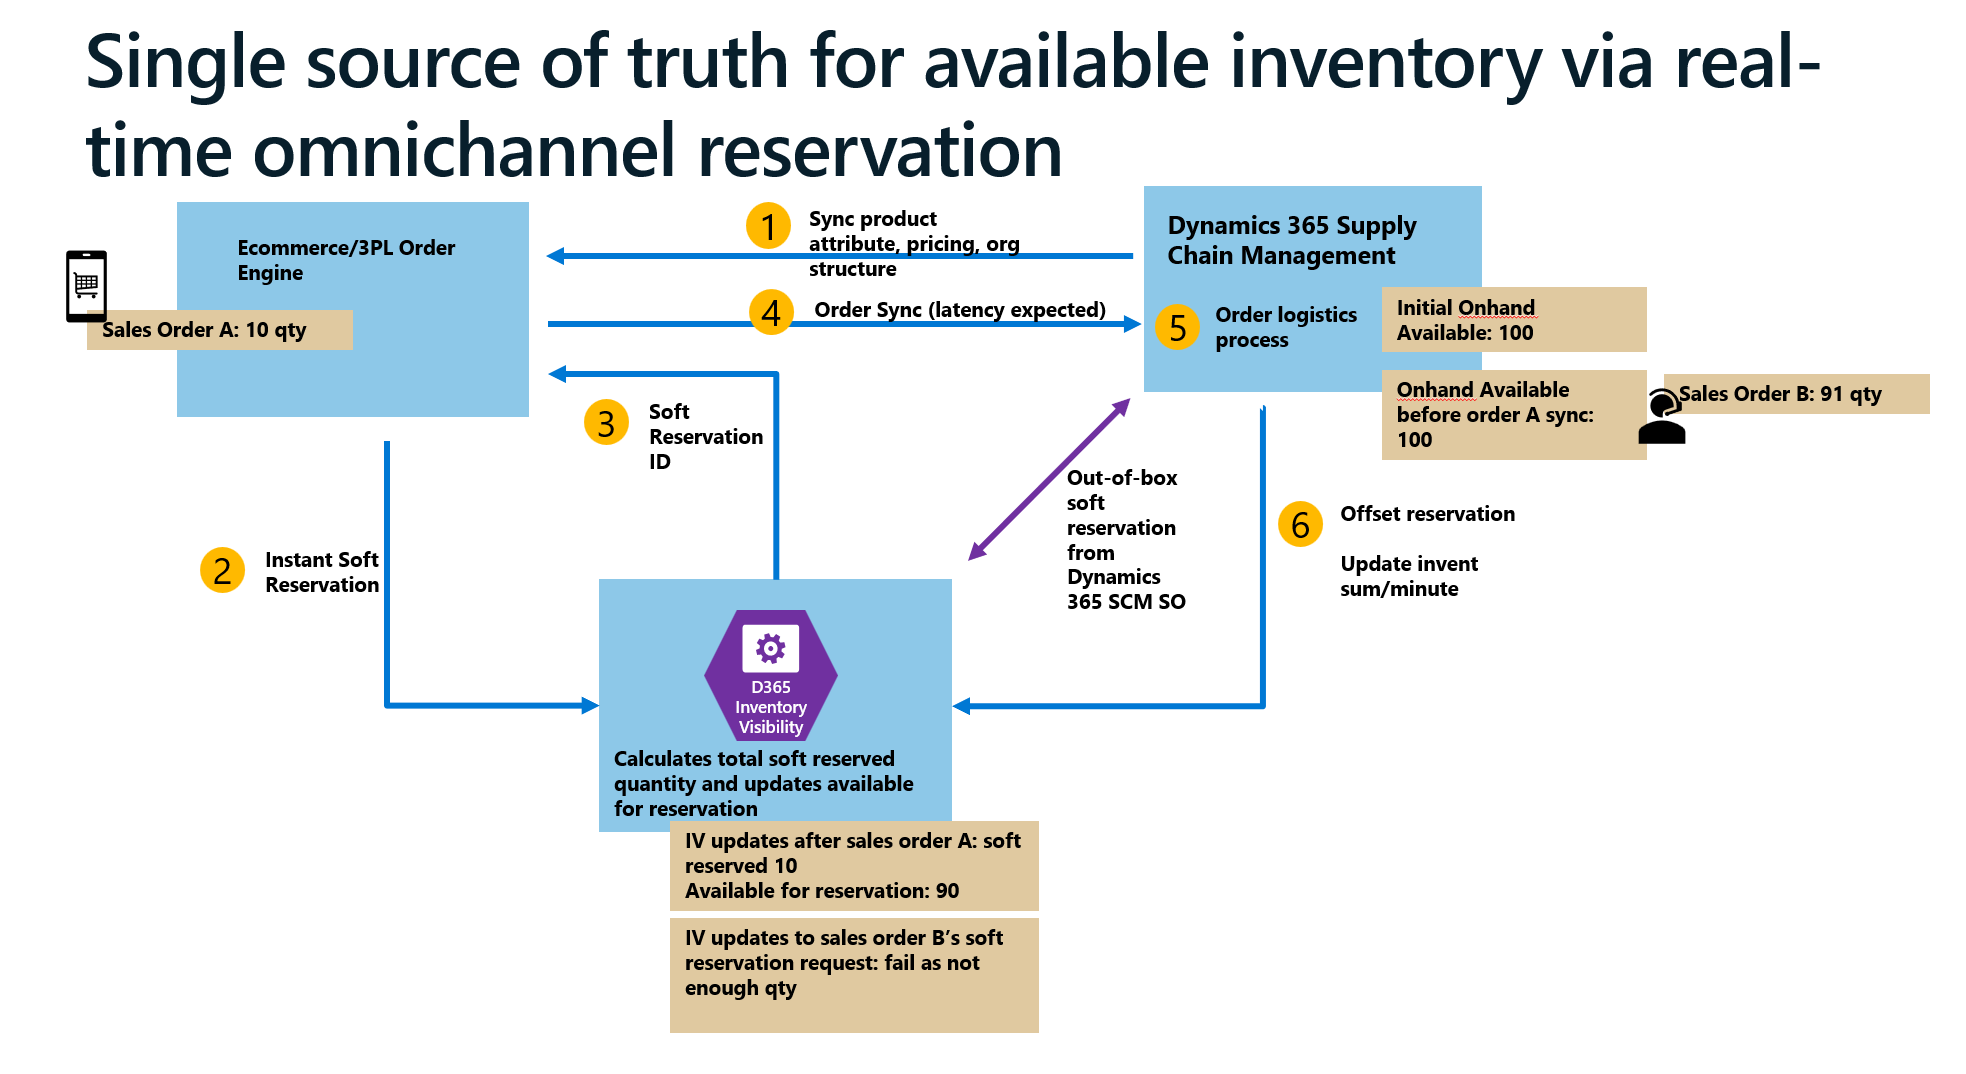 Single source of truth for available inventory via real-
time omnichannel reservation
Ecommerce/3PL Order
Engine
Sales Order A: 10 qty
1
Sync product
attribute, pricing, org
structure
4
Order Sync (latency expected)
Dynamics 365 Supply
Chain Management
5
Order logistics
process
Initial Onhand
Available: 100
Onhand Available
before order A sync:
100
Sales Order B: 91 qty
3
Soft
Reservation
ID
2
Instant Soft
Reservation
Out-of-box
soft
reservation
from
Dynamics
365 SCM SO
6
Offset reservation
Update invent
sum/minute
D365
Inventory
Visibility
Calculates total soft reserved
quantity and updates available
for reservation
IV updates after sales order A: soft
reserved 10
Available for reservation: 90
IV updates to sales order B’s soft
reservation request: fail as not
enough qty